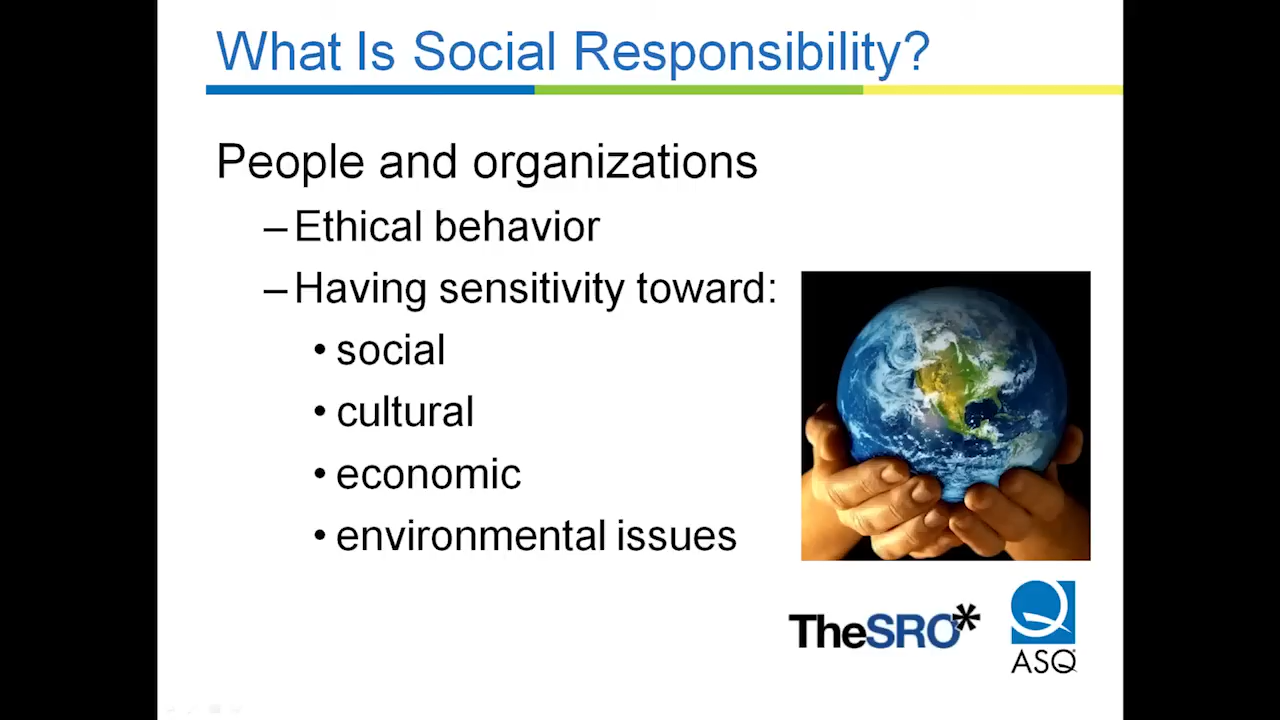 What Is Social Responsibility?
People and organizations
–Ethical behavior
–Having sensitivity toward:
• social
• cultural
• economic
• environmental issues
TheSRO*
ASQ